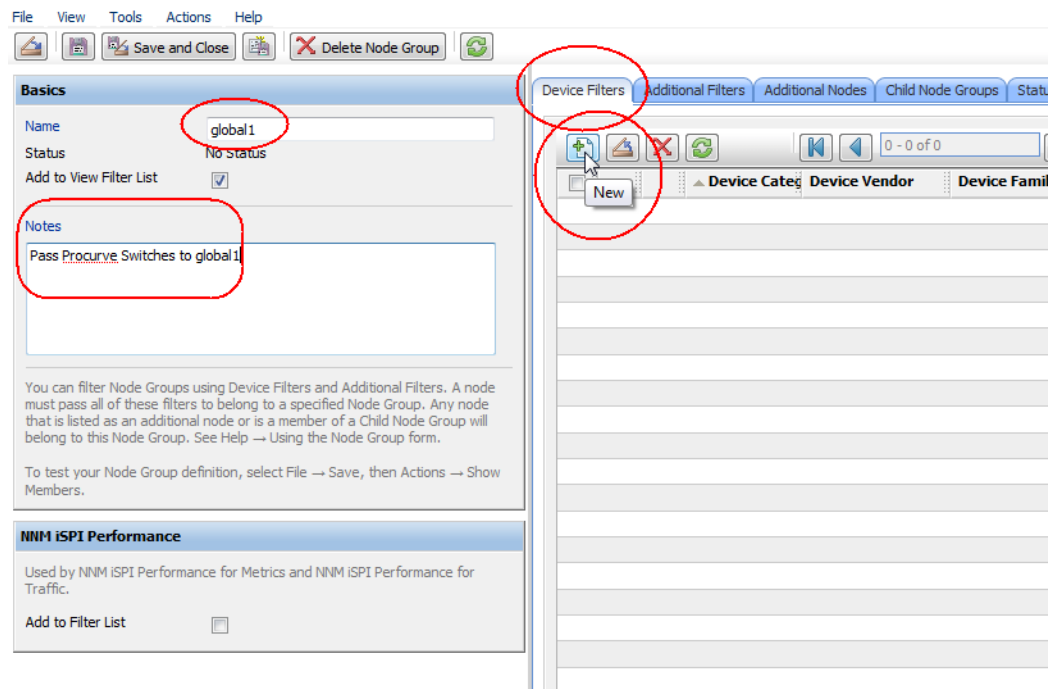 File View Tools Actions Help
Save and Close Delete Node Group
Basics
Name global1
Status No Status
Add to View Filter List
Notes
Pass Procurve Switches to global1
You can filter Node Groups using Device Filters and Additional Filters. A node
must pass all of these filters to belong to a specified Node Group. Any node
that is listed as an additional node or is a member of a Child Node Group will
belong to this Node Group. See Help → Using the Node Group form.
To test your Node Group definition, select File → Save, then Actions → Show
Members.
NNM iSPI Performance
Used by NNM iSPI Performance for Metrics and NNM iSPI Performance for
Traffic.
Add to Filter List
Device Filters Additional Filters Additional Nodes Child Node Groups Statu
0 - 0 of 0
Device Categ Device Vendor Device Famil
New